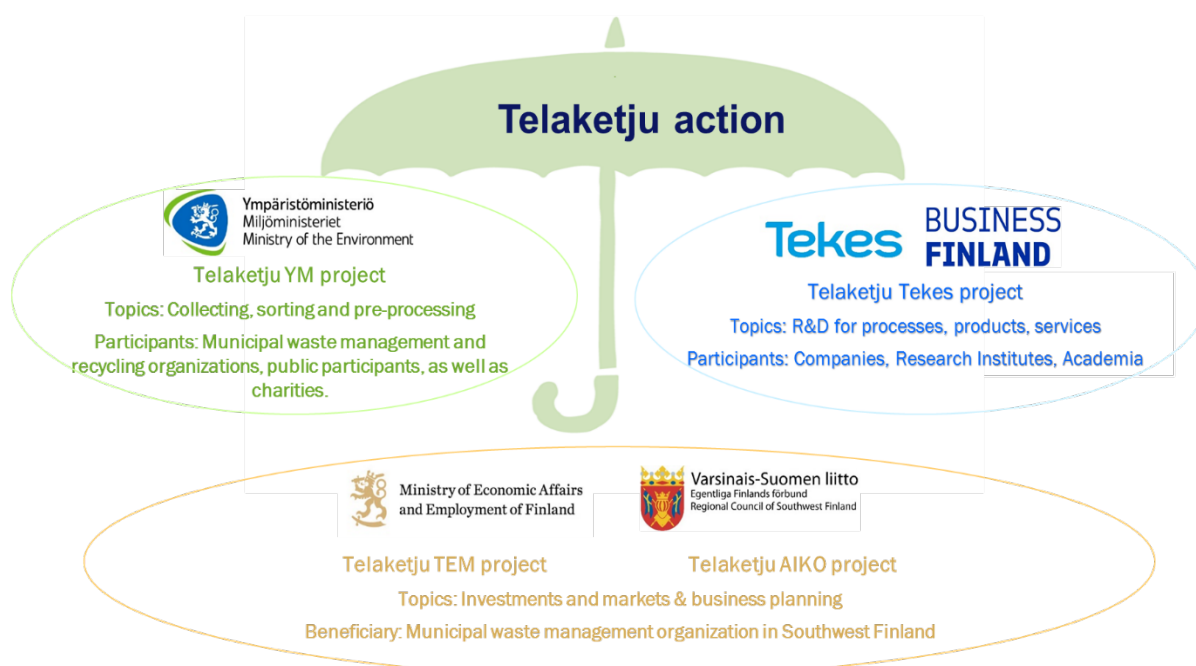 Telaketju action
Ympäristöministeriö
Miljöministeriet
Ministry of the Environment
Telaketju YM project
Topics: Collecting, sorting and pre-processing
Participants: Municipal waste management and
recycling organizations, public participants, as well as
charities.
Tekes
BUSINESS
FINLAND
Telaketju Tekes project
Topics: R&D for processes, products, services
Participants: Companies, Research Institutes, Academia
Ministry of Economic Affairs
and Employment of Finland
Varsinais-Suomen liitto
Egentliga Finlands förbund
Regional Council of Southwest Finland
Telaketju TEM project
Telaketju AIKO project
Topics: Investments and markets & business planning
Beneficiary: Municipal waste management organization in Southwest Finland